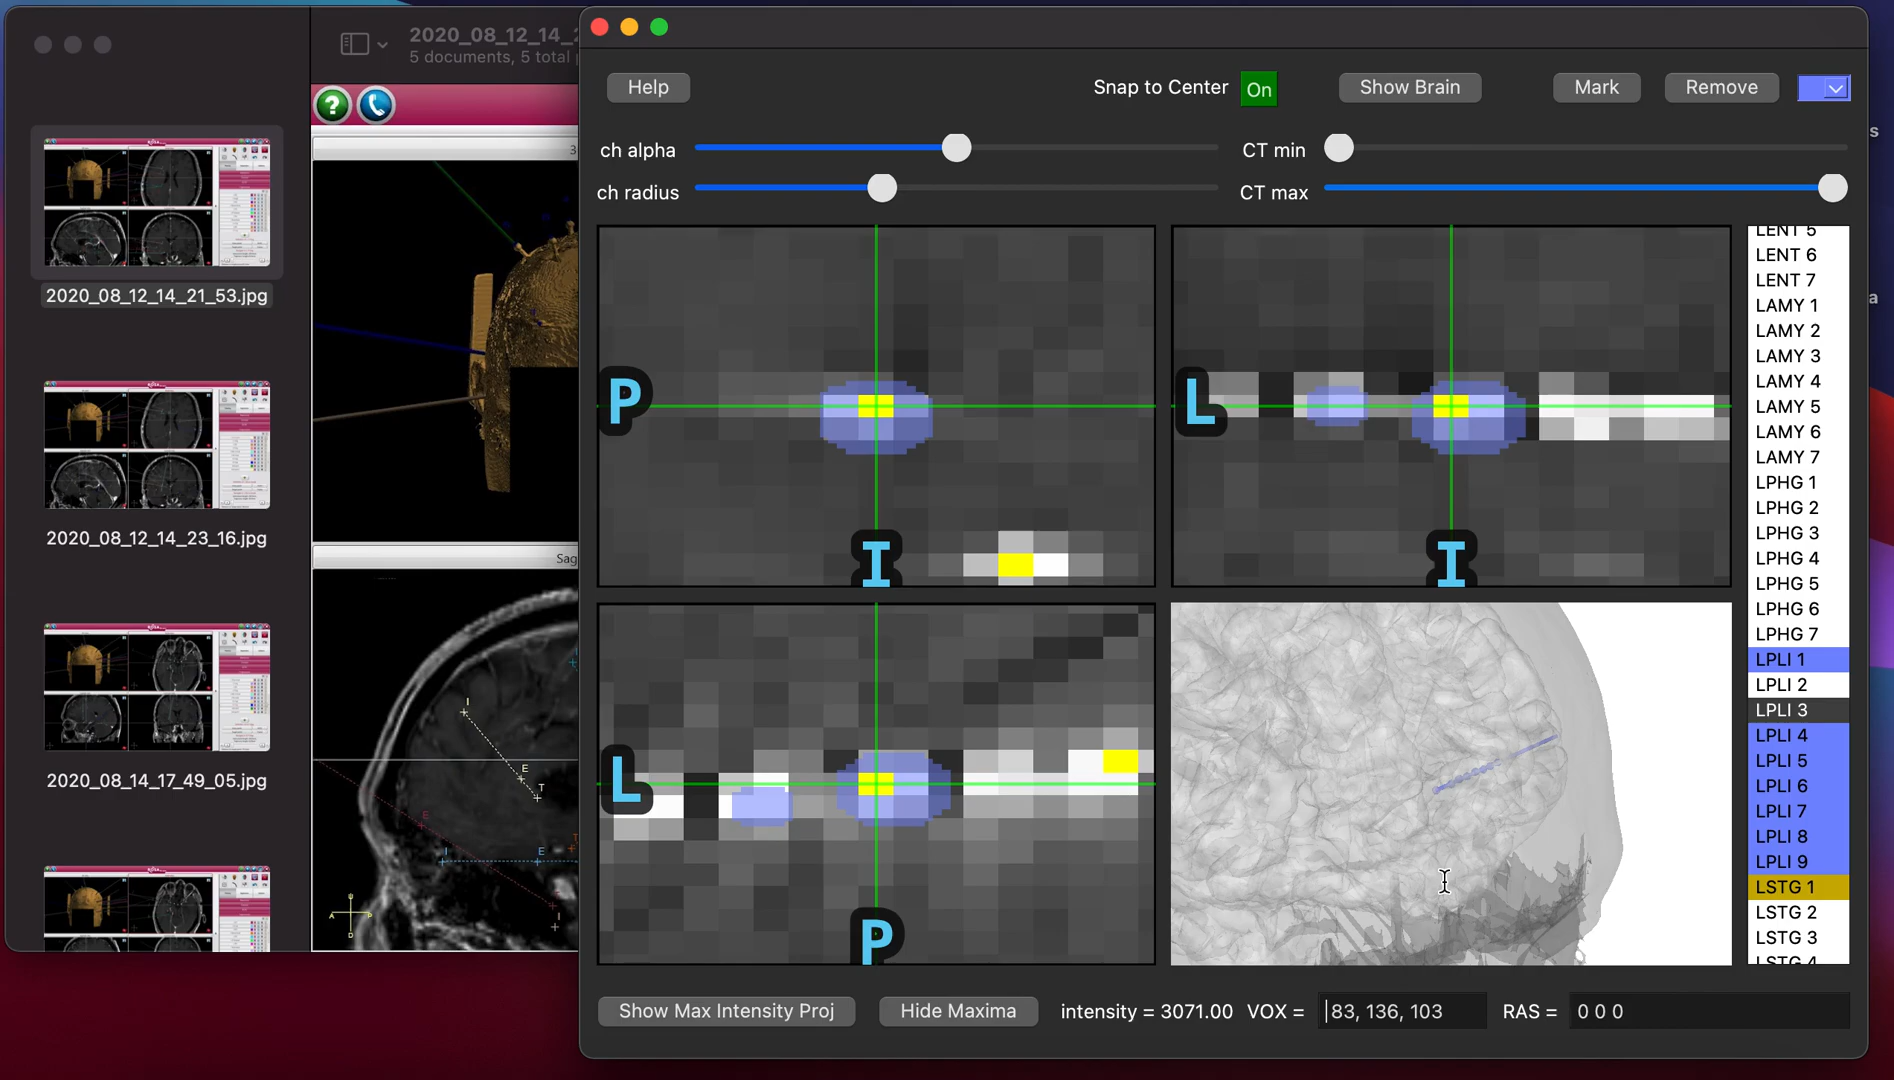 2020_08_12_14_2
5 documents, 5 total
2020_08_12_14_21_53.jpg
2020_08_12_14_23_16.jpg
2020_08_14_17_49_05.jpg
?
3
Sag
I
E
T
E
I
E
T
I
A
P
Help
Snap to Center
On
Show Brain
Mark
Remove
ch alpha
CT min
ch radius
CT max
P
I
L
I
L
P
LENT 5
LENT 6
LENT 7
LAMY 1
LAMY 2
LAMY 3
LAMY 4
LAMY 5
LAMY 6
LAMY 7
LPHG 1
LPHG 2
LPHG 3
LPHG 4
LPHG 5
LPHG 6
LPHG 7
LPLI 1
LPLI 2
LPLI 3
LPLI 4
LPLI 5
LPLI 6
LPLI 7
LPLI 8
LPLI 9
LSTG 1
LSTG 2
LSTG 3
LSTG 4
Show Max Intensity Proj
Hide Maxima
intensity = 3071.00
VOX =
83, 136, 103
RAS =
0 0 0
s
a